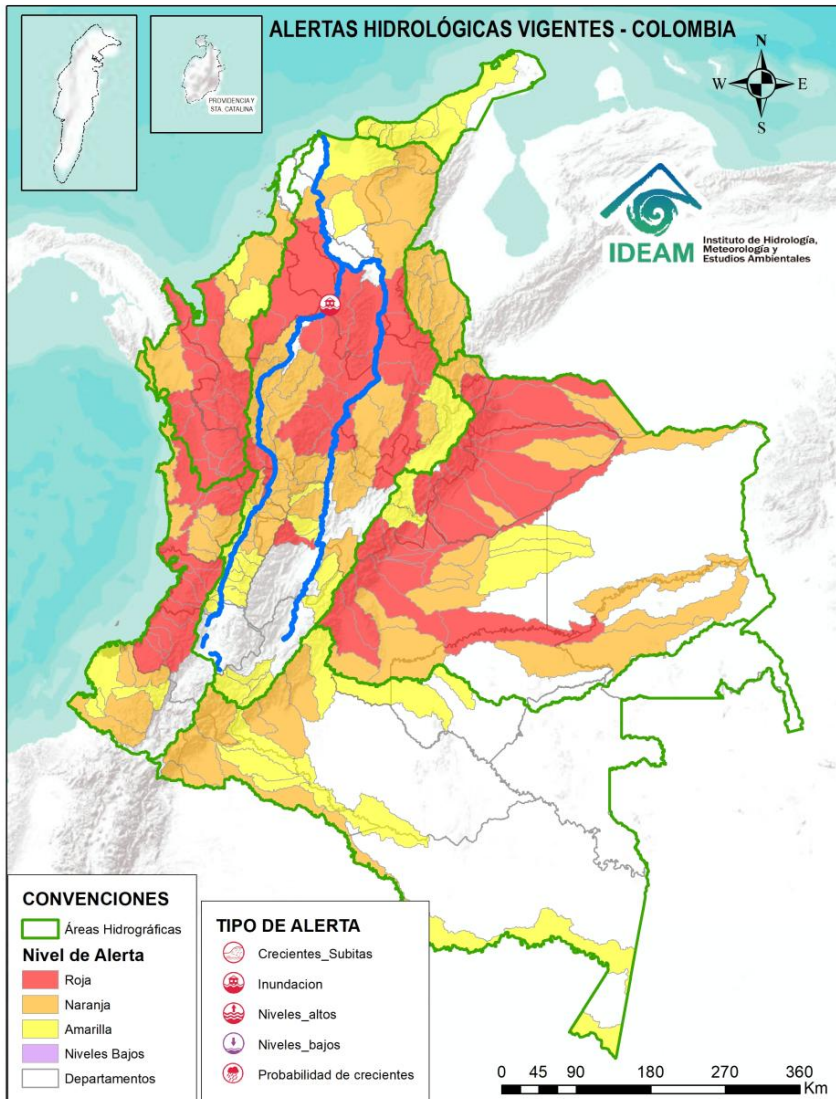 ALERTAS HIDROLÓGICAS VIGENTES - COLOMBIA
PROVIDENCIA Y
STA. CATALINA
N
W
E
S
IDEAM
Instituto de Hidrología,
Meteorología y
Estudios Ambientales
CONVENCIONES
Áreas Hidrográficas
Nivel de Alerta
Roja
Naranja
Amarilla
Niveles Bajos
Departamentos
TIPO DE ALERTA
Crecientes_Subitas
Inundacion
Niveles_altos
Niveles_bajos
Probabilidad de crecientes
0 45 90 180 270 360
Km